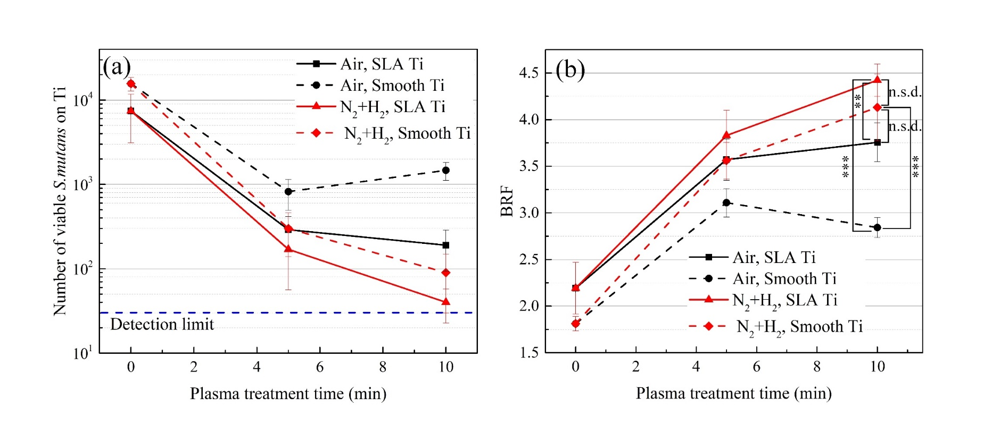 (a)
Air, SLA Ti
Air, Smooth Ti
N2+H2, SLA Ti
N2+H2, Smooth Ti
Number of viable S.mutans on Ti
10^4
10^3
10^2
10^1
Detection limit
0 2 4 6 8 10
Plasma treatment time (min)
(b)
BRF
4.5
4.0
3.5
3.0
2.5
2.0
1.5
n.s.d.
n.s.d.
**
***
***
Air, SLA Ti
Air, Smooth Ti
N2+H2, SLA Ti
N2+H2, Smooth Ti
0 2 4 6 8 10
Plasma treatment time (min)